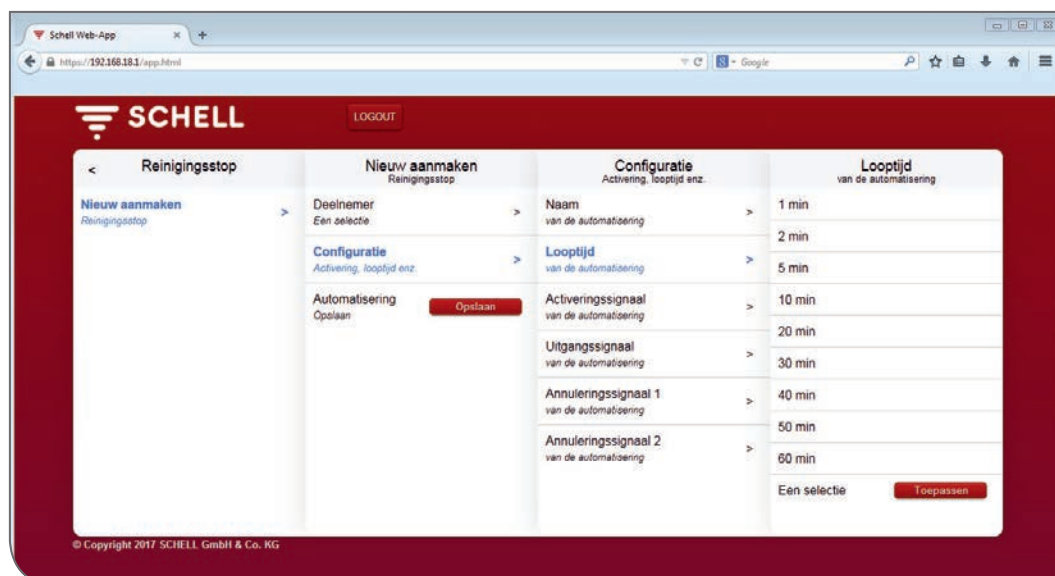 Schell Web-App
https://192.168.18.1/app.html
Google
SCHELL
LOGOUT
< Reinigingsstop
Nieuw aanmaken
Reinigingsstop
Nieuw aanmaken
Reinigingsstop
Deelnemer
Een selectie
Configuratie
Activering, looptijd enz.
Automatisering
Opslaan
Opslaan
Configuratie
Activering, looptijd enz.
Naam
van de automatisering
Looptijd
van de automatisering
Activeringssignaal
van de automatisering
Uitgangssignaal
van de automatisering
Annuleringssignaal 1
van de automatisering
Annuleringssignaal 2
van de automatisering
Looptijd
van de automatisering
1 min
2 min
5 min
10 min
20 min
30 min
40 min
50 min
60 min
Een selectie Toepassen
© Copyright 2017 SCHELL GmbH & Co. KG